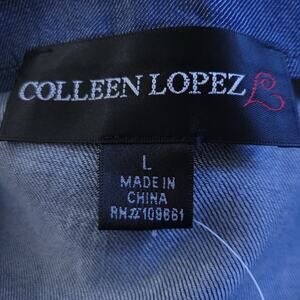 COLLEEN LOPEZ L
L
MADE IN
CHINA
RN#109661